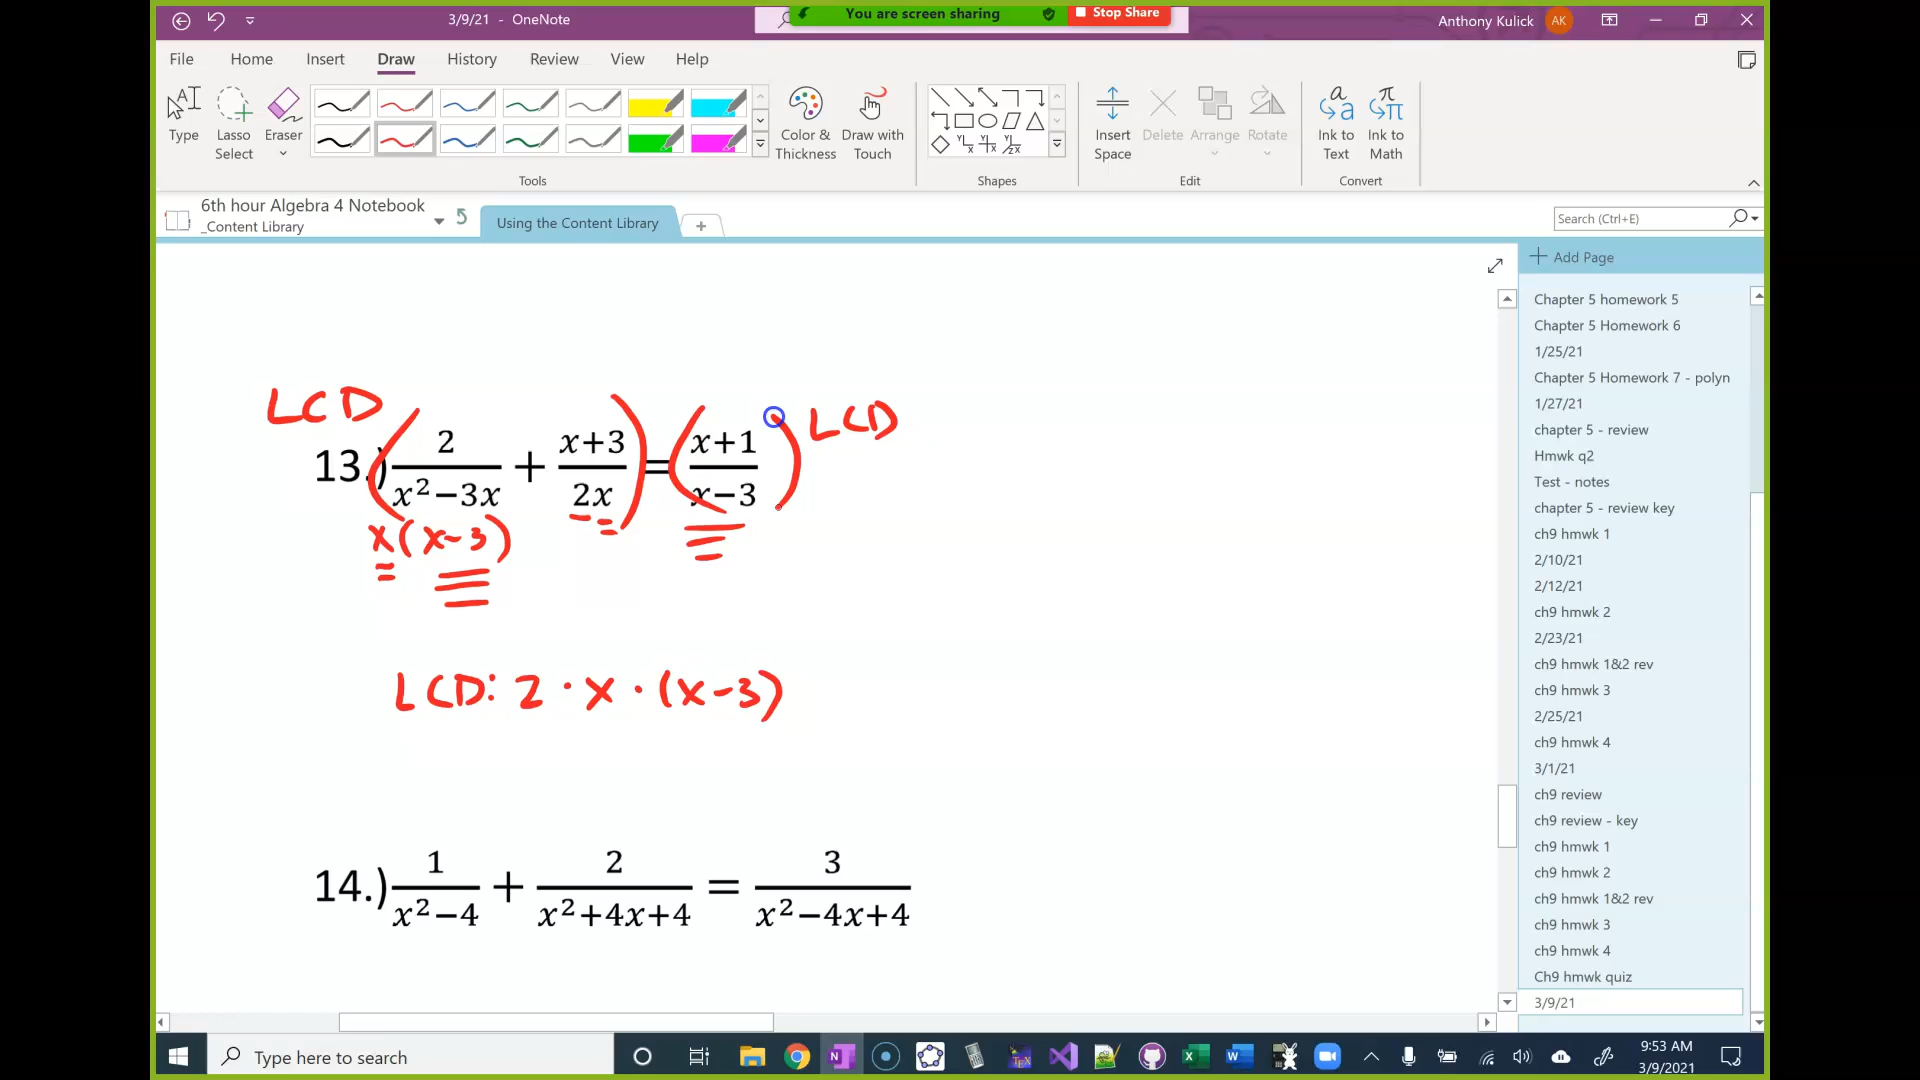 3/9/21 - OneNote
You are screen sharing
Stop Share
Anthony Kulick AK
File Home Insert Draw History Review View Help
Type
Lasso Select
Eraser
Color & Thickness
Draw with Touch
Insert Space
Delete
Arrange
Rotate
Ink to Text
Ink to Math
Tools
Shapes
Edit
Convert
6th hour Algebra 4 Notebook
_Content Library
Using the Content Library
Search (Ctrl+E)
Add Page
Chapter 5 homework 5
Chapter 5 Homework 6
1/25/21
Chapter 5 Homework 7 - polyn
1/27/21
chapter 5 - review
Hmwk q2
Test - notes
chapter 5 - review key
ch9 hmwk 1
2/10/21
2/12/21
ch9 hmwk 2
2/23/21
ch9 hmwk 1&2 rev
ch9 hmwk 3
2/25/21
ch9 hmwk 4
3/1/21
ch9 review
ch9 review - key
ch9 hmwk 1
ch9 hmwk 2
ch9 hmwk 1&2 rev
ch9 hmwk 3
ch9 hmwk 4
Ch9 hmwk quiz
3/9/21
LCD LCD
13.) (2/(x²−3x) + (x+3)/(2x)) = ((x+1)/(x−3))
x(x-3)
LCD: 2 · x · (x-3)
14.) 1/(x²−4) + 2/(x²+4x+4) = 3/(x²−4x+4)
Type here to search
9:53 AM
3/9/2021